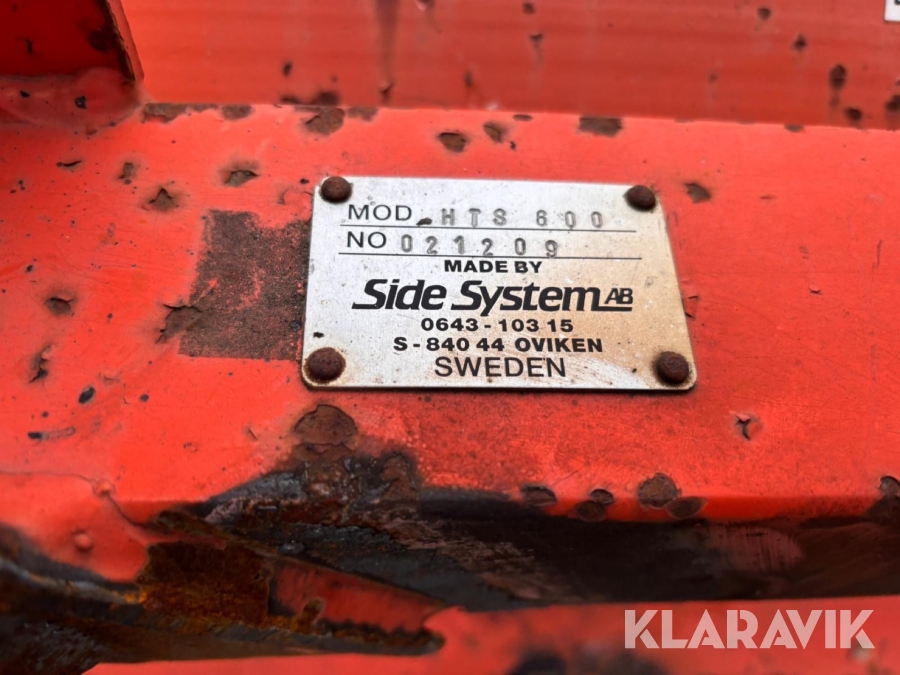 MOD. HTS 600
NO 021209
MADE BY
Side System AB
0643-103 15
S-840 44 OVIKEN
SWEDEN
KLARAVIK